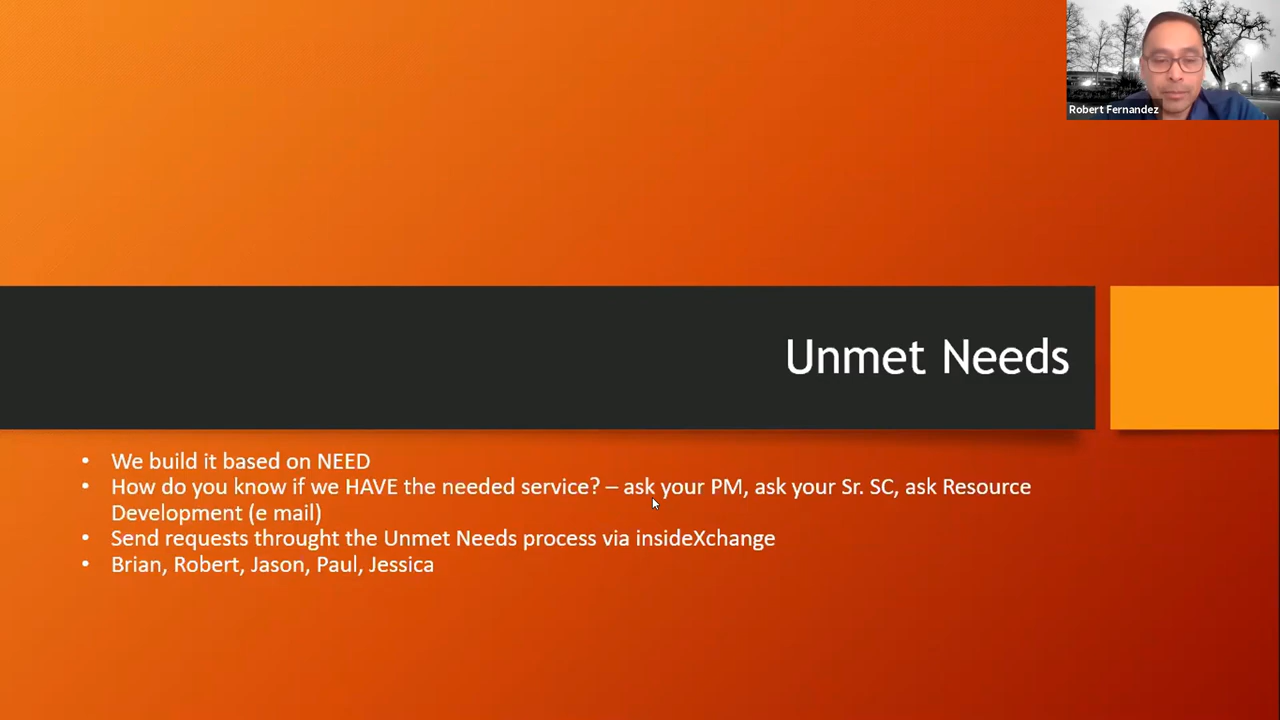 Robert Fernandez
Unmet Needs
• We build it based on NEED
• How do you know if we HAVE the needed service? – ask your PM, ask your Sr. SC, ask Resource
Development (e mail)
• Send requests throught the Unmet Needs process via insideXchange
• Brian, Robert, Jason, Paul, Jessica